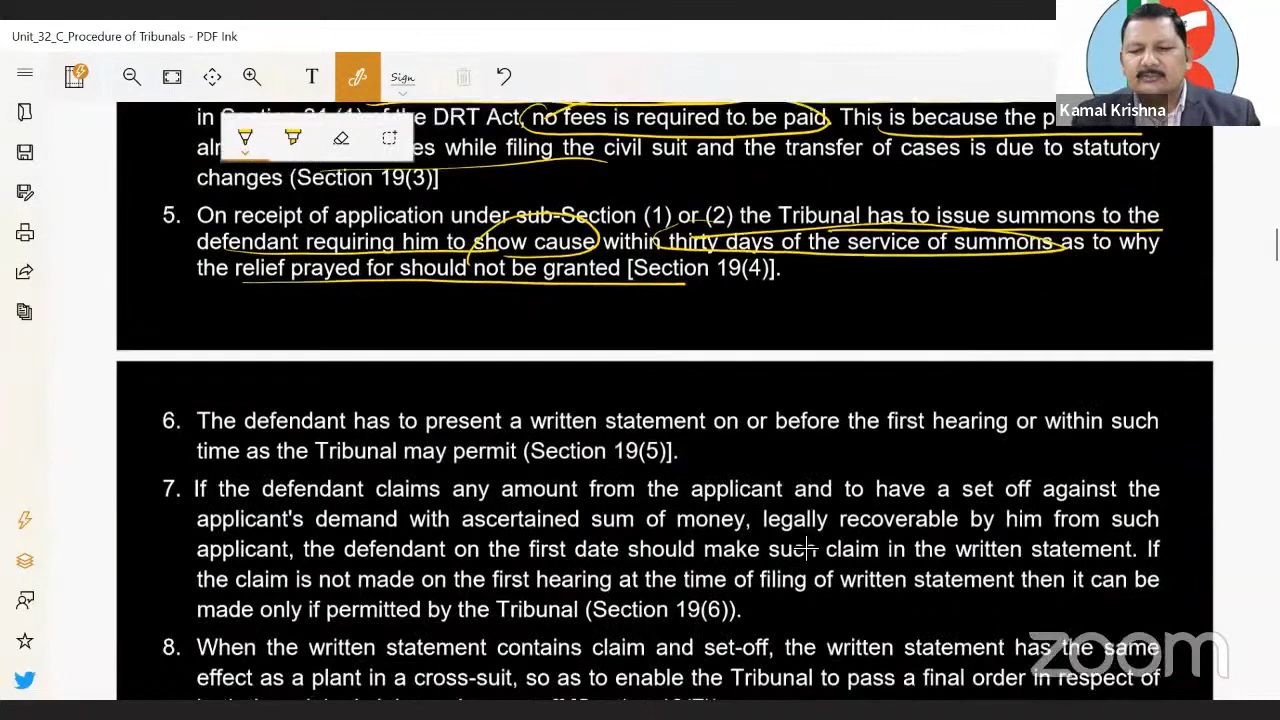 Unit_32_C_Procedure of Tribunals - PDF Ink
T
Sign
Kamal Krishna
in of the DRT Act, no fees is required to be paid. This is because the
while filing the civil suit and the transfer of cases is due to statutory
changes (Section 19(3)]
5. On receipt of application under sub-Section (1) or (2) the Tribunal has to issue summons to the
defendant requiring him to show cause within thirty days of the service of summons as to why
the relief prayed for should not be granted [Section 19(4)].
6. The defendant has to present a written statement on or before the first hearing or within such
time as the Tribunal may permit (Section 19(5)].
7. If the defendant claims any amount from the applicant and to have a set off against the
applicant's demand with ascertained sum of money, legally recoverable by him from such
applicant, the defendant on the first date should make such claim in the written statement. If
the claim is not made on the first hearing at the time of filing of written statement then it can be
made only if permitted by the Tribunal (Section 19(6)).
8. When the written statement contains claim and set-off, the written statement has the same
effect as a plant in a cross-suit, so as to enable the Tribunal to pass a final order in respect of
zoom